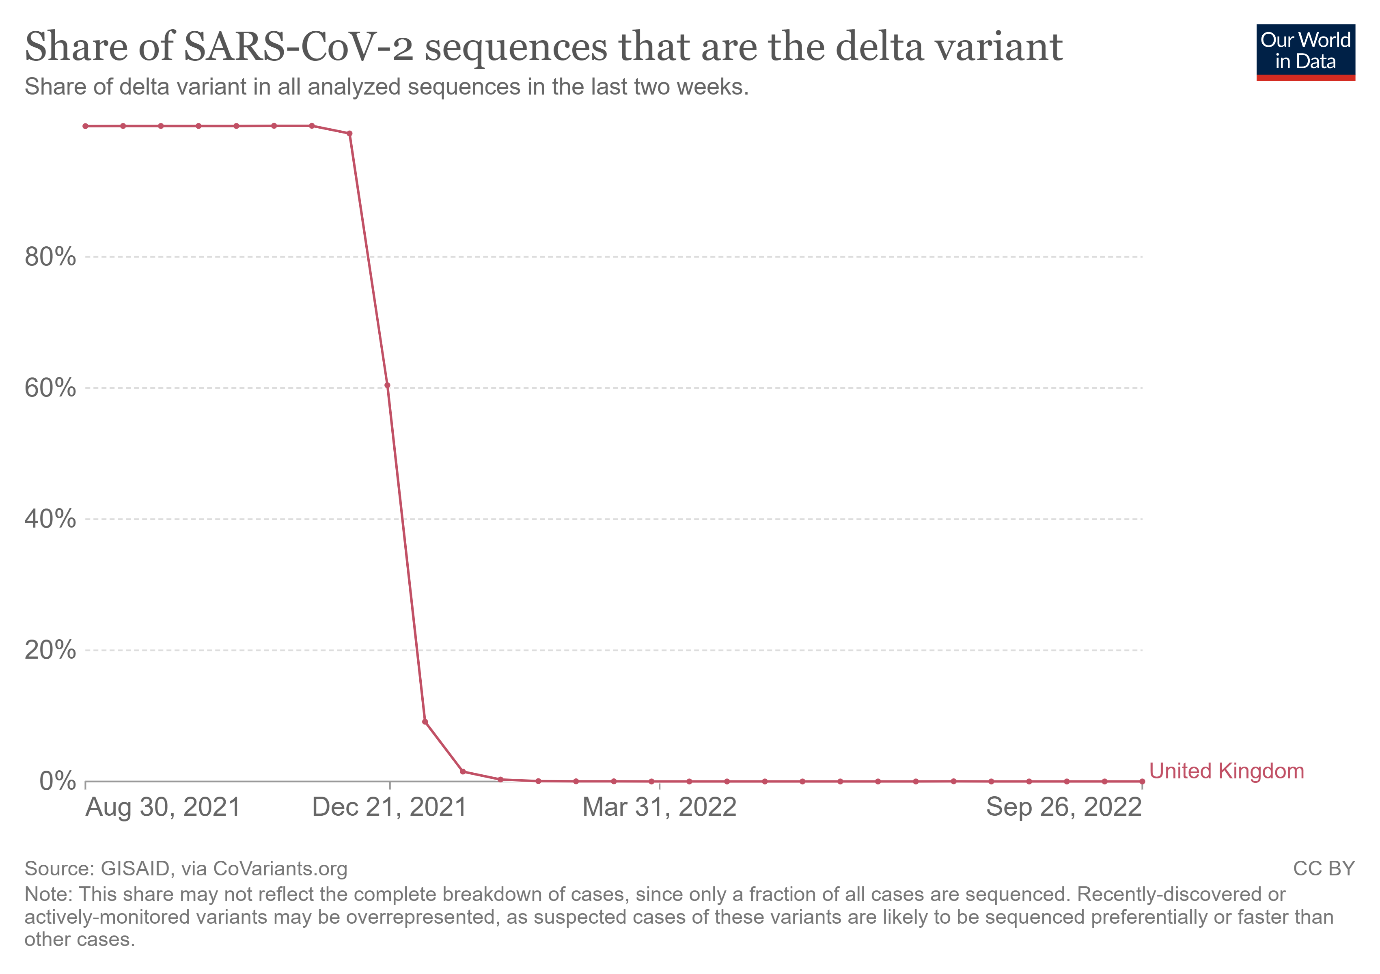 Share of SARS-CoV-2 sequences that are the delta variant
Our World
in Data
Share of delta variant in all analyzed sequences in the last two weeks.
80%
60%
40%
20%
0%
United Kingdom
Aug 30, 2021
Dec 21, 2021
Mar 31, 2022
Sep 26, 2022
Source: GISAID, via CoVariants.org
CC BY
Note: This share may not reflect the complete breakdown of cases, since only a fraction of all cases are sequenced. Recently-discovered or
actively-monitored variants may be overrepresented, as suspected cases of these variants are likely to be sequenced preferentially or faster than
other cases.